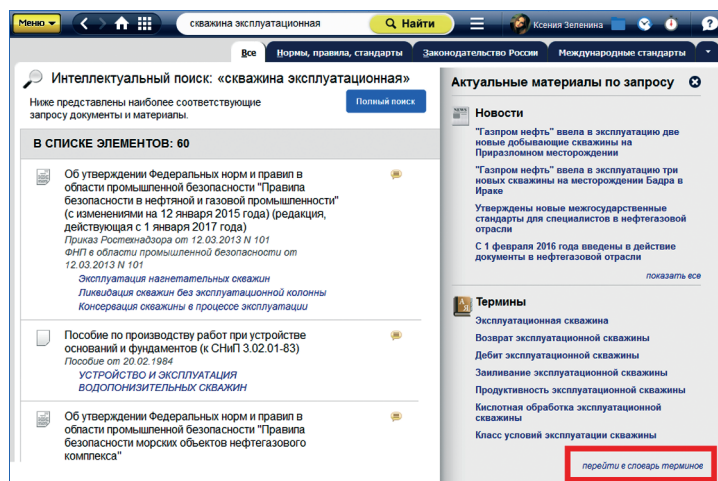 Меню
скважина эксплуатационная
Найти
Ксения Зеленина
?
Все
Нормы, правила, стандарты
Законодательство России
Международные стандарты
Интеллектуальный поиск: «скважина эксплуатационная»
Ниже представлены наиболее соответствующие
запросу документы и материалы.
Полный поиск
В СПИСКЕ ЭЛЕМЕНТОВ: 60
Об утверждении Федеральных норм и правил в
области промышленной безопасности "Правила
безопасности в нефтяной и газовой промышленности"
(с изменениями на 12 января 2015 года) (редакция,
действующая с 1 января 2017 года)
Приказ Ростехнадзора от 12.03.2013 N 101
ФНП в области промышленной безопасности от
12.03.2013 N 101
Эксплуатация нагнетательных скважин
Ликвидация скважин без эксплуатационной колонны
Консервация скважины в процессе эксплуатации
Пособие по производству работ при устройстве
оснований и фундаментов (к СНиП 3.02.01-83)
Пособие от 20.02.1984
УСТРОЙСТВО И ЭКСПЛУАТАЦИЯ
ВОДОПОНИЗИТЕЛЬНЫХ СКВАЖИН
Об утверждении Федеральных норм и правил в
области промышленной безопасности "Правила
безопасности морских объектов нефтегазового
комплекса"
Актуальные материалы по запросу
NEWS
Новости
"Газпром нефть" ввела в эксплуатацию две
новые добывающие скважины на
Приразломном месторождении
"Газпром нефть" ввела в эксплуатацию три
новых скважины на месторождении Бадра в
Ираке
Утверждены новые межгосударственные
стандарты для специалистов в нефтегазовой
отрасли
С 1 февраля 2016 года введены в действие
документы в нефтегазовой отрасли
показать все
Термины
Эксплуатационная скважина
Возврат эксплуатационной скважины
Дебит эксплуатационной скважины
Заиливание эксплуатационной скважины
Продуктивность эксплуатационной скважины
Кислотная обработка эксплуатационной
скважины
Класс условий эксплуатации скважины
перейти в словарь терминов